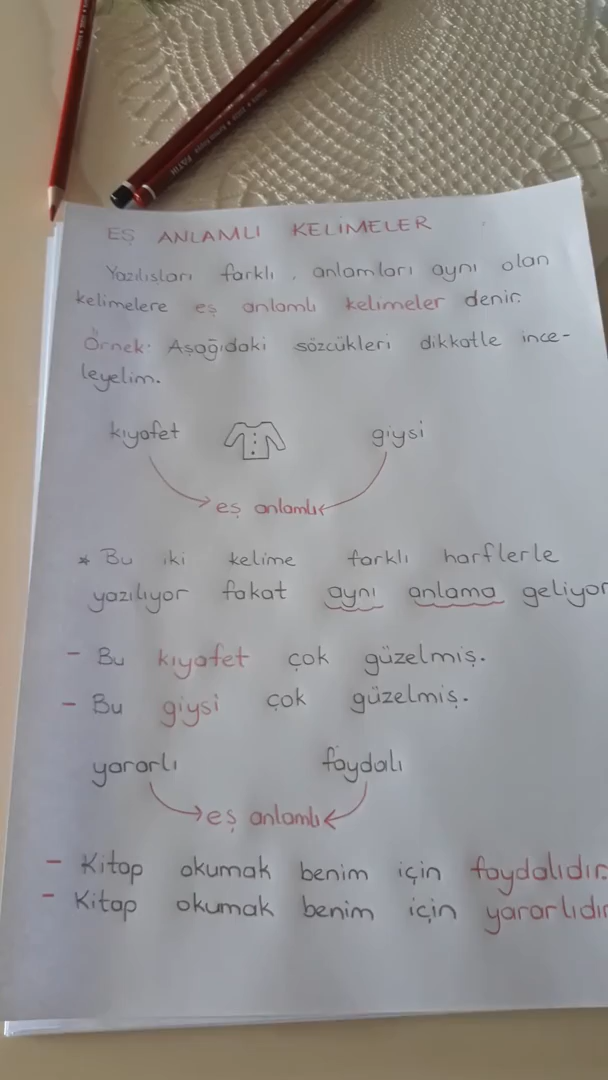 EŞ ANLAMLI KELİMELER
Yazılışları farklı, anlamları aynı olan
kelimelere eş anlamlı kelimeler denir.
Örnek: Aşağıdaki sözcükleri dikkatle ince-
leyelim.
kıyafet giysi
eş anlamlı
* Bu iki kelime farklı harflerle
yazılıyor fakat aynı anlama geliyor
- Bu kıyafet çok güzelmiş.
- Bu giysi çok güzelmiş.
yararlı faydalı
eş anlamlı
- Kitap okumak benim için faydalıdır.
- Kitap okumak benim için yararlıdır